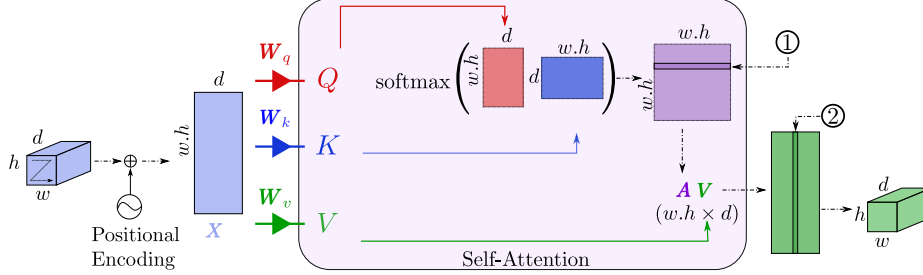 d
h
w
Positional
Encoding
d
w.h
X
W_q
W_k
W_v
Q
K
V
softmax
w.h
d
d
w.h
w.h
w.h
1
A V
(w.h × d)
Self-Attention
2
d
h
w